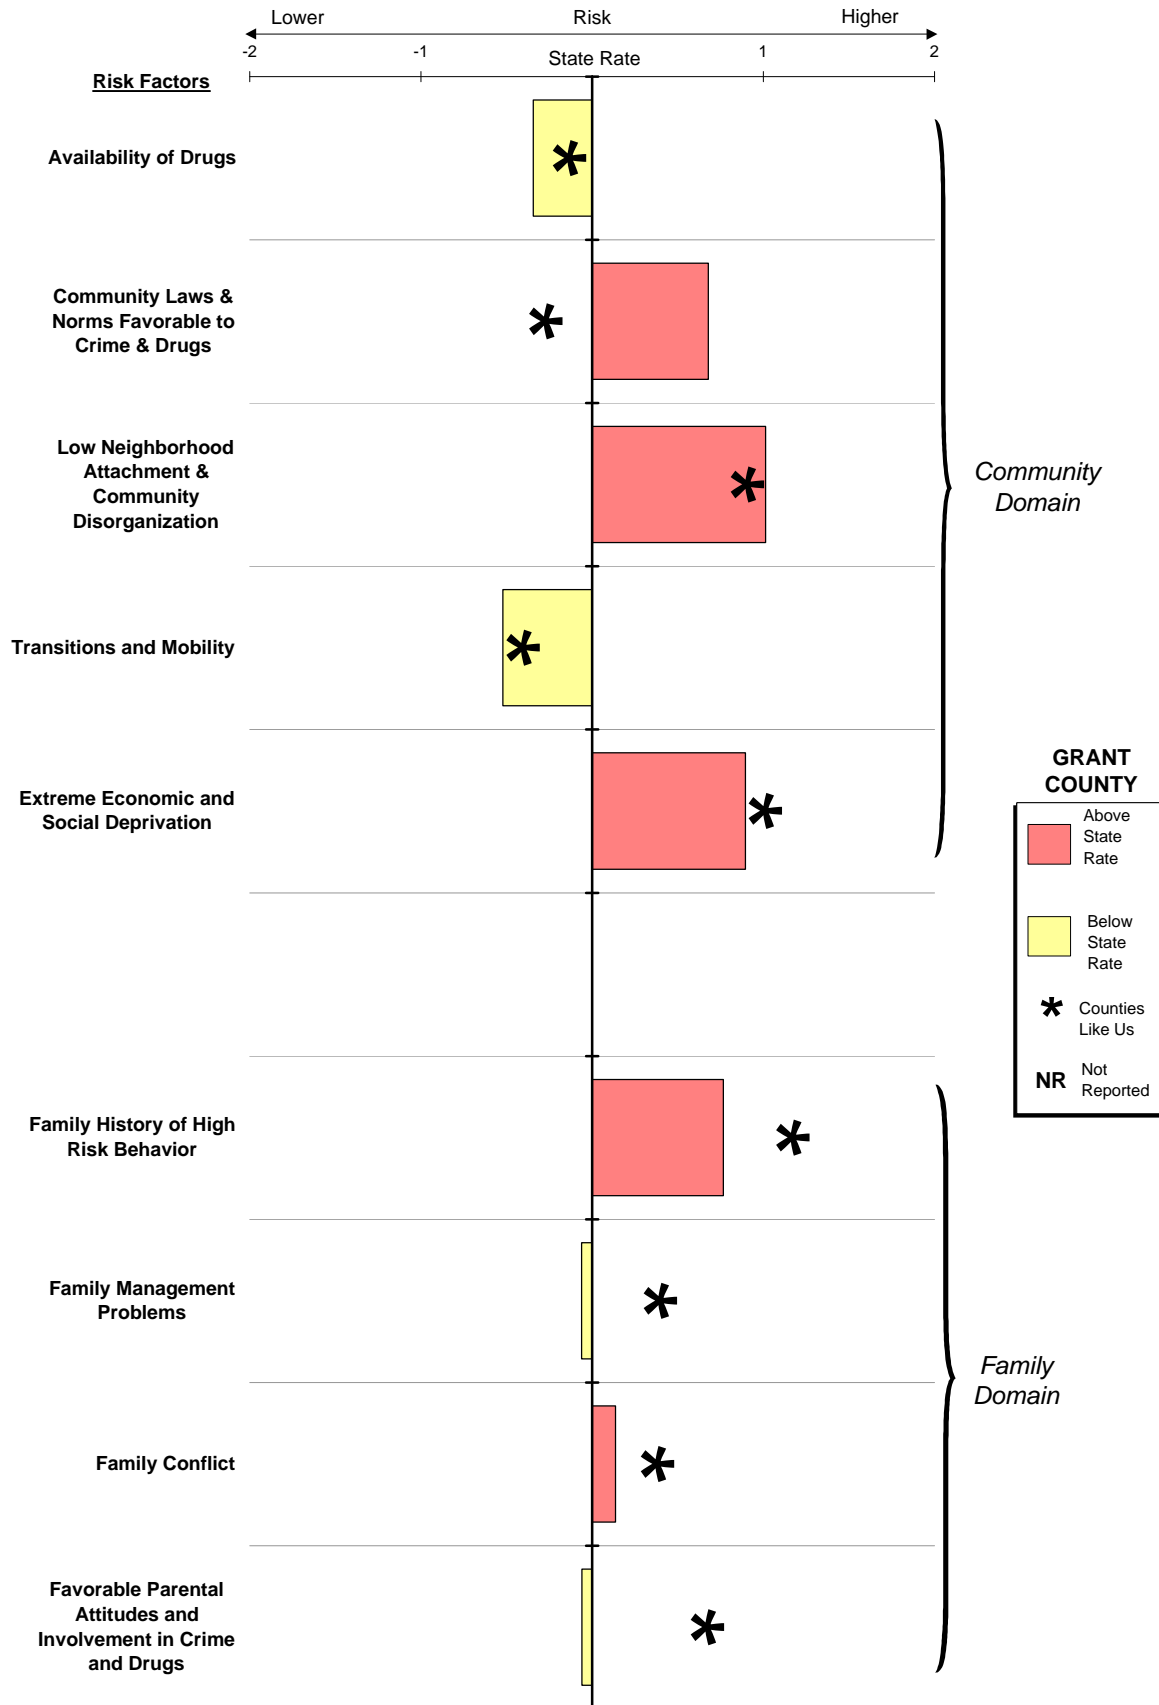 Lower Risk Higher
-2 -1 1 2
State Rate
Risk Factors
Availability of Drugs
*
Community Laws &
Norms Favorable to
Crime & Drugs
*
Low Neighborhood
Attachment &
Community
Disorganization
*
Community
Domain
Transitions and Mobility
*
Extreme Economic and
Social Deprivation
*
GRANT
COUNTY
Above
State
Rate
Below
State
Rate
* Counties
Like Us
NR Not
Reported
Family History of High
Risk Behavior
*
Family Management
Problems
*
Family
Domain
Family Conflict
*
Favorable Parental
Attitudes and
Involvement in Crime
and Drugs
*